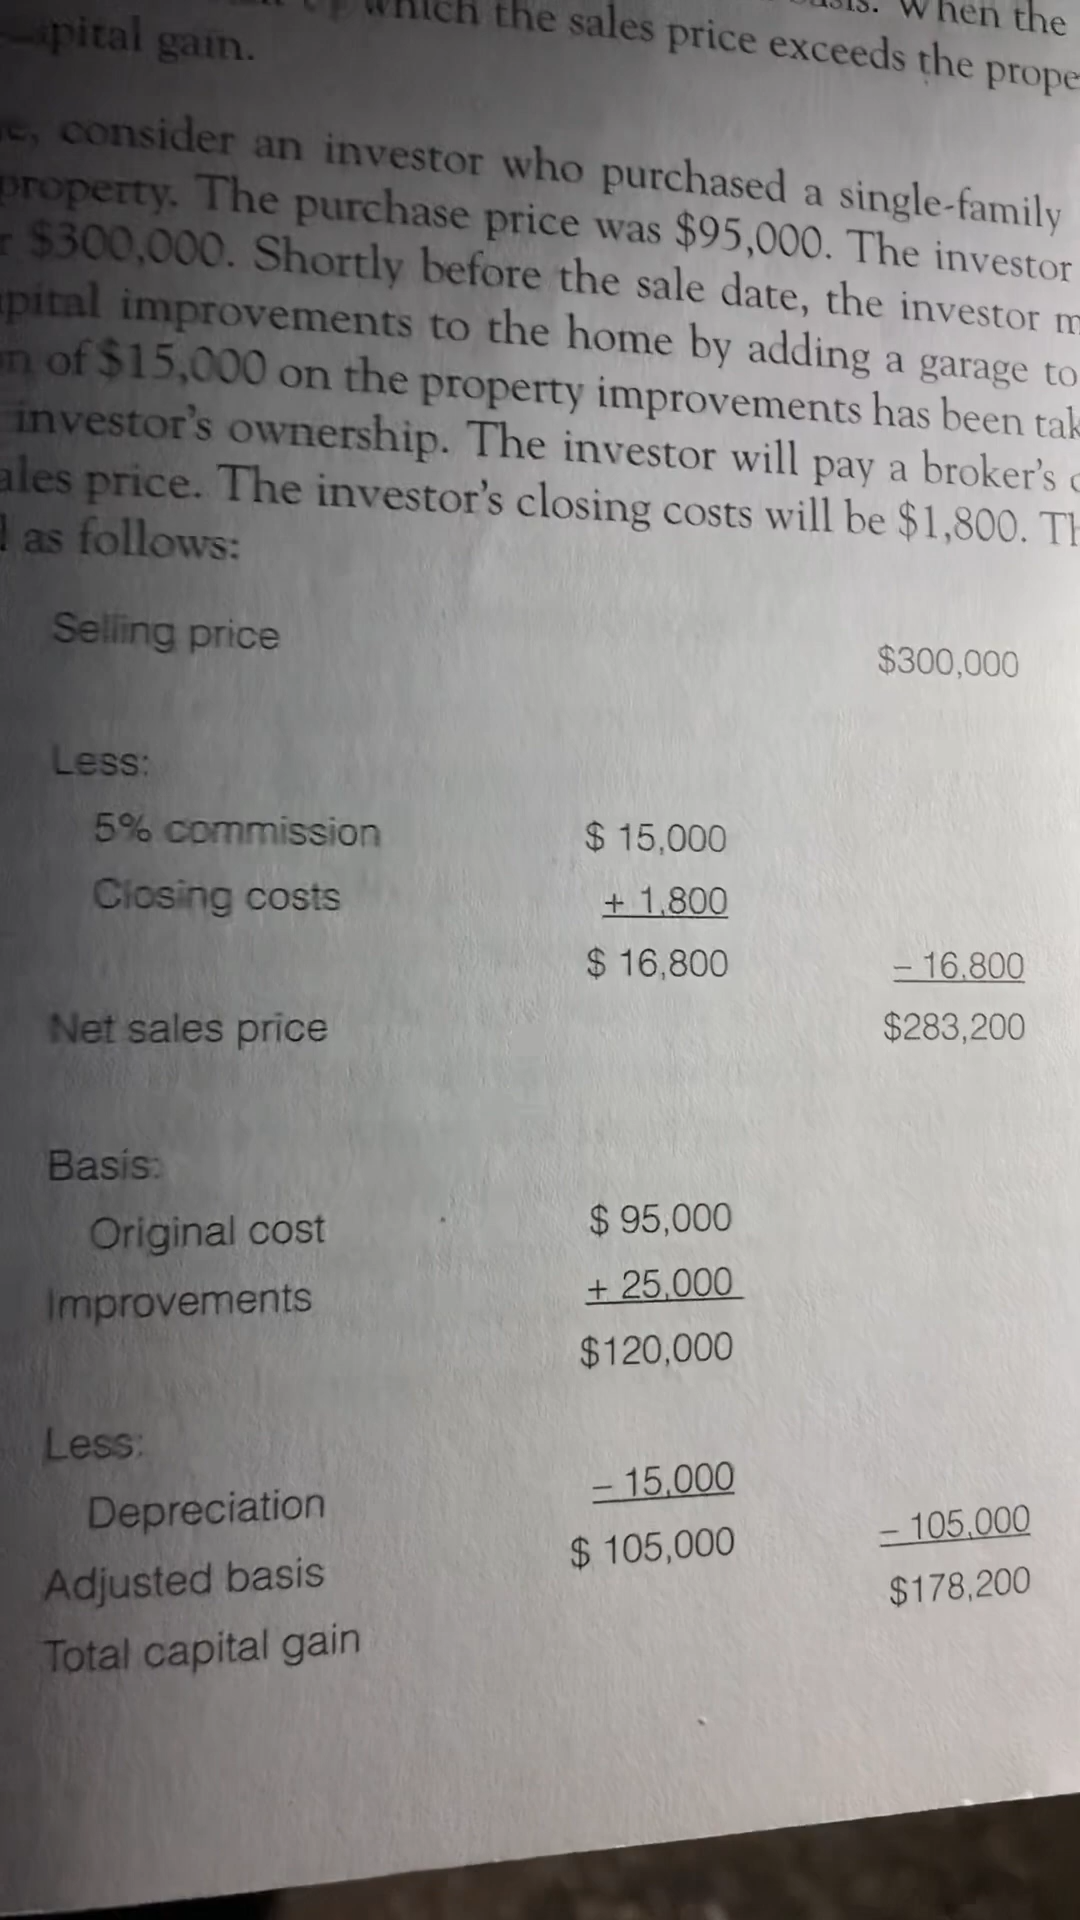 which the sales price exceeds the
When the
capital gain.
consider an investor who purchased a single-family
property. The purchase price was $95,000. The investor
$300,000. Shortly before the sale date, the investor
improvements to the home by adding a garage to
of $15,000 on the property improvements has been
investor's ownership. The investor will pay a broker's
price. The investor's closing costs will be $1,800.
as follows:
Selling price $300,000
Less:
5% commission $ 15,000
Closing costs + 1,800
$ 16,800 – 16,800
Net sales price $283,200
Basis:
Original cost $ 95,000
Improvements + 25,000
$120,000
Less:
Depreciation – 15,000 – 105,000
Adjusted basis $ 105,000 $178,200
Total capital gain